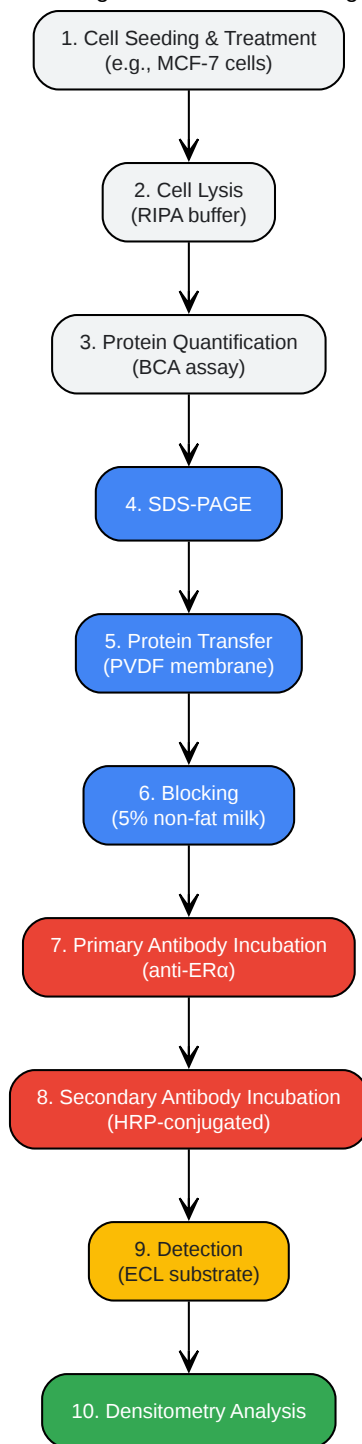 1. Cell Seeding & Treatment
(e.g., MCF-7 cells)
2. Cell Lysis
(RIPA buffer)
3. Protein Quantification
(BCA assay)
4. SDS-PAGE
5. Protein Transfer
(PVDF membrane)
6. Blocking
(5% non-fat milk)
7. Primary Antibody Incubation
(anti-ERα)
8. Secondary Antibody Incubation
(HRP-conjugated)
9. Detection
(ECL substrate)
10. Densitometry Analysis